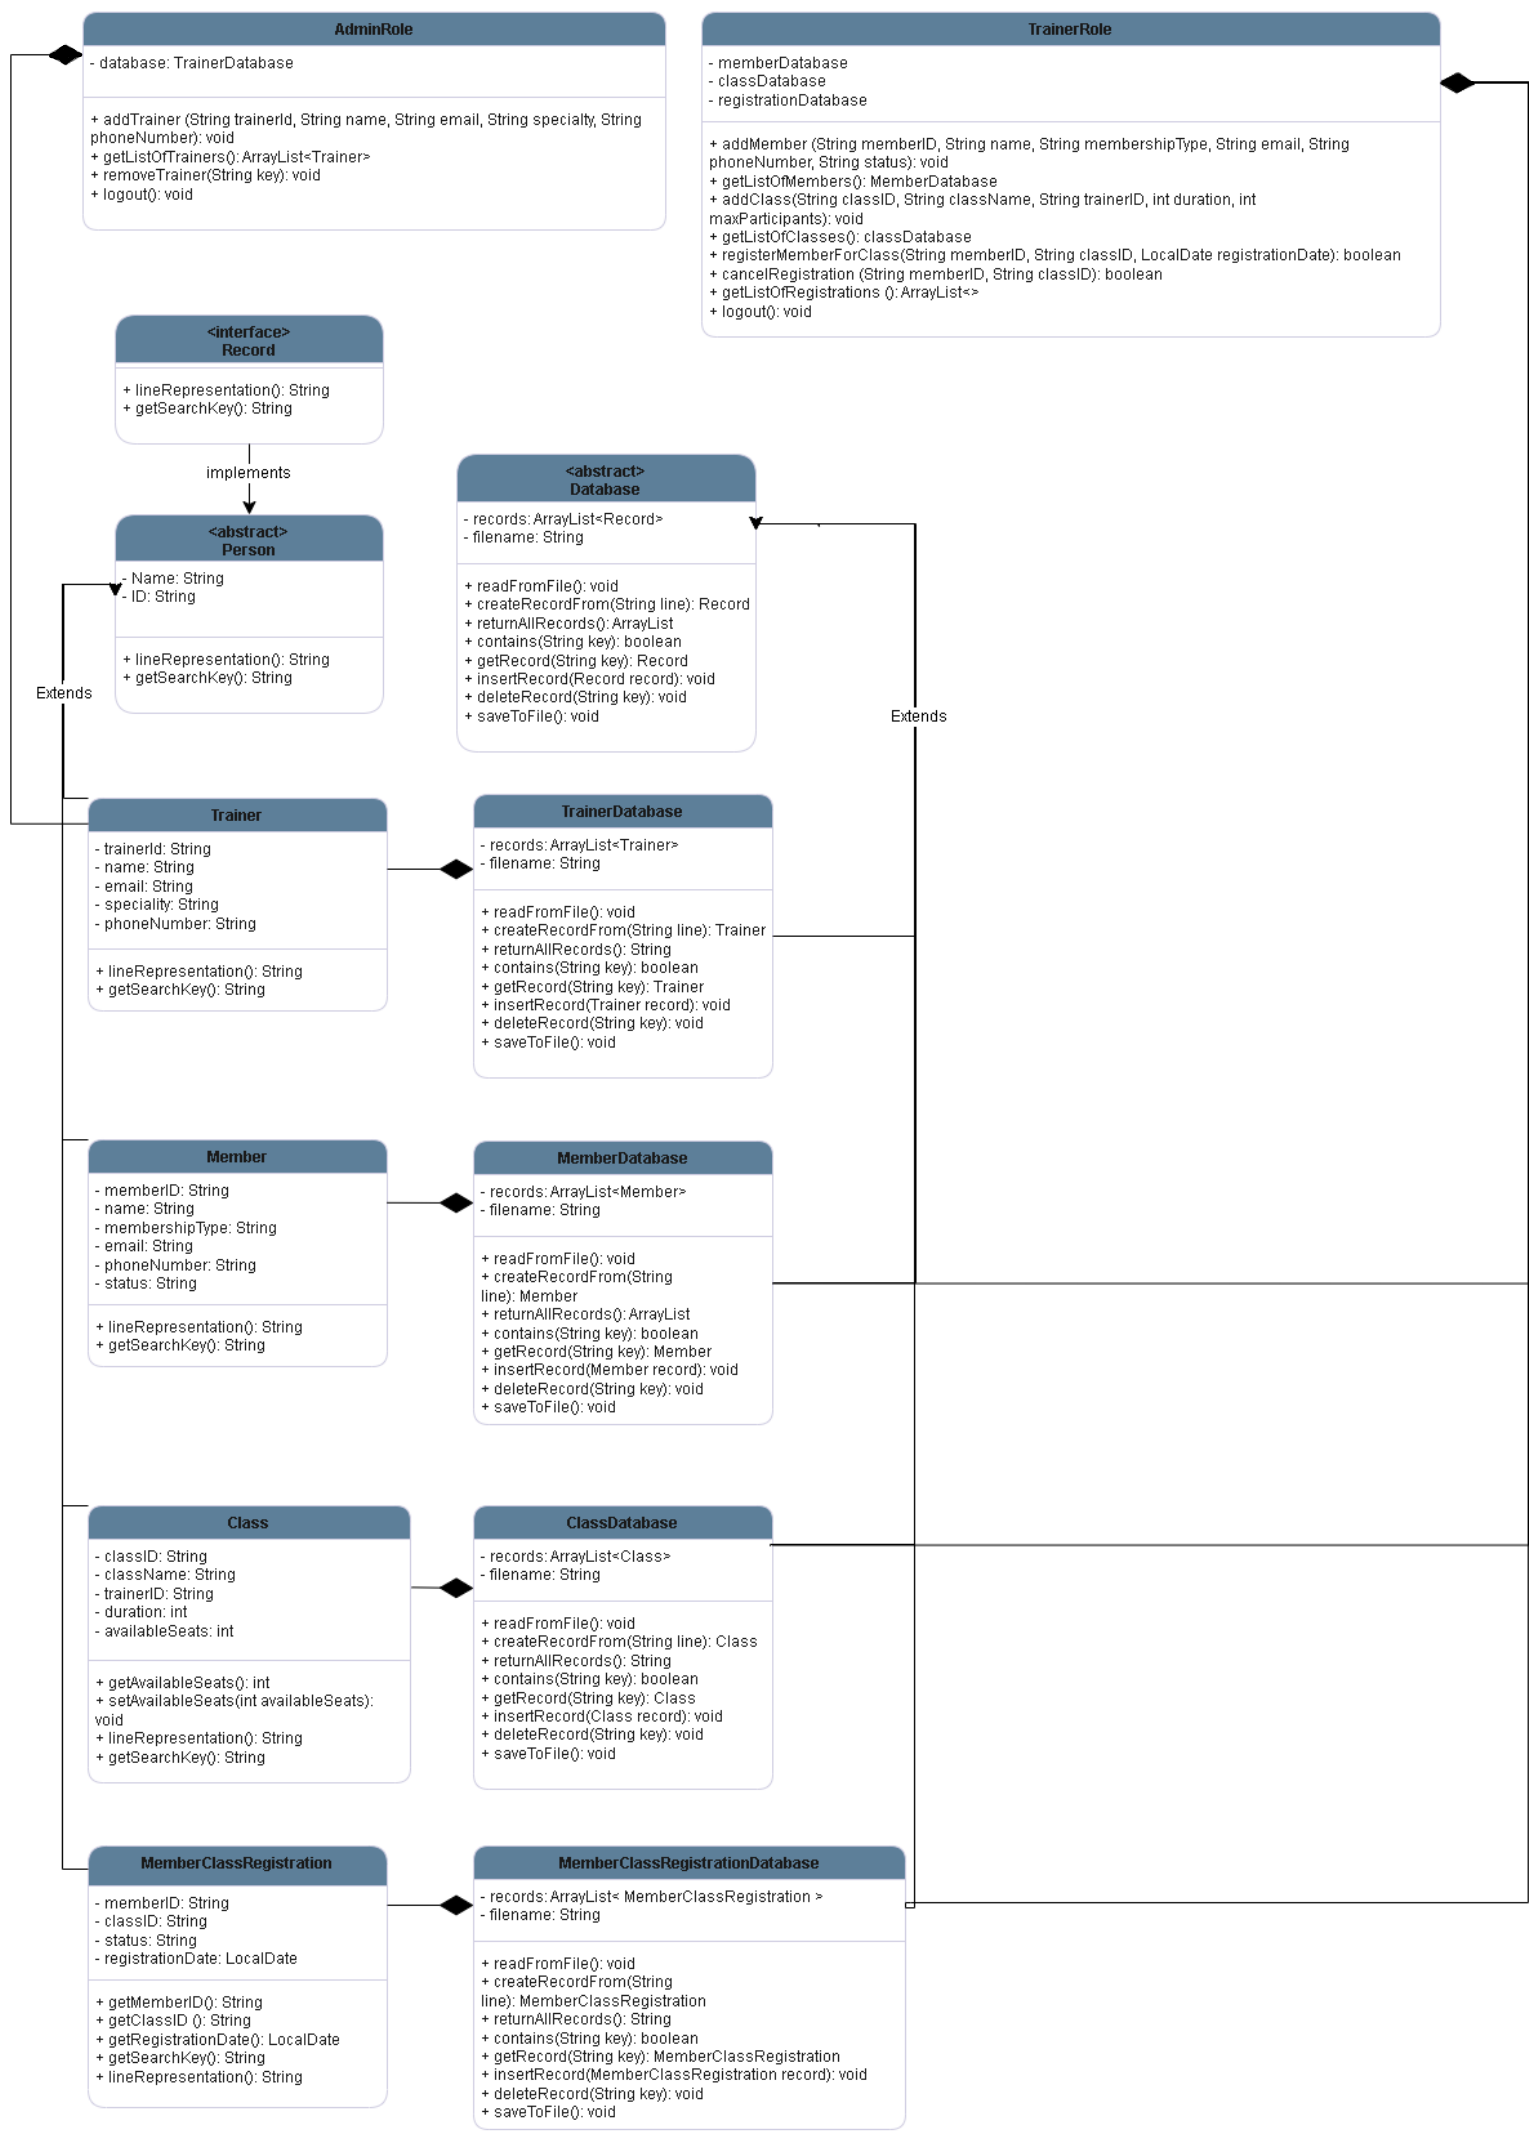 AdminRole
- database: TrainerDatabase
+ addTrainer (String trainerId, String name, String email, String specialty, String
phoneNumber): void
+ getListOfTrainers(): ArrayList<Trainer>
+ removeTrainer(String key): void
+ logout(): void
TrainerRole
- memberDatabase
- classDatabase
- registrationDatabase
+ addMember (String memberID, String name, String membershipType, String email, String
phoneNumber, String status): void
+ getListOfMembers(): MemberDatabase
+ addClass(String classID, String className, String trainerID, int duration, int
maxParticipants): void
+ getListOfClasses(): classDatabase
+ registerMemberForClass(String memberID, String classID, LocalDate registrationDate): boolean
+ cancelRegistration (String memberID, String classID): boolean
+ getListOfRegistrations (): ArrayList<>
+ logout(): void
<interface>
Record
+ lineRepresentation(): String
+ getSearchKey(): String
implements
<abstract>
Person
- Name: String
- ID: String
+ lineRepresentation(): String
+ getSearchKey(): String
Extends
<abstract>
Database
- records: ArrayList<Record>
- filename: String
+ readFromFile(): void
+ createRecordFrom(String line): Record
+ returnAllRecords(): ArrayList
+ contains(String key): boolean
+ getRecord(String key): Record
+ insertRecord(Record record): void
+ deleteRecord(String key): void
+ saveToFile(): void
Extends
Trainer
- trainerId: String
- name: String
- email: String
- speciality: String
- phoneNumber: String
+ lineRepresentation(): String
+ getSearchKey(): String
TrainerDatabase
- records: ArrayList<Trainer>
- filename: String
+ readFromFile(): void
+ createRecordFrom(String line): Trainer
+ returnAllRecords(): String
+ contains(String key): boolean
+ getRecord(String key): Trainer
+ insertRecord(Trainer record): void
+ deleteRecord(String key): void
+ saveToFile(): void
Member
- memberID: String
- name: String
- membershipType: String
- email: String
- phoneNumber: String
- status: String
+ lineRepresentation(): String
+ getSearchKey(): String
MemberDatabase
- records: ArrayList<Member>
- filename: String
+ readFromFile(): void
+ createRecordFrom(String
line): Member
+ returnAllRecords(): ArrayList
+ contains(String key): boolean
+ getRecord(String key): Member
+ insertRecord(Member record): void
+ deleteRecord(String key): void
+ saveToFile(): void
Class
- classID: String
- className: String
- trainerID: String
- duration: int
- availableSeats: int
+ getAvailableSeats(): int
+ setAvailableSeats(int availableSeats):
void
+ lineRepresentation(): String
+ getSearchKey(): String
ClassDatabase
- records: ArrayList<Class>
- filename: String
+ readFromFile(): void
+ createRecordFrom(String line): Class
+ returnAllRecords(): String
+ contains(String key): boolean
+ getRecord(String key): Class
+ insertRecord(Class record): void
+ deleteRecord(String key): void
+ saveToFile(): void
MemberClassRegistration
- memberID: String
- classID: String
- status: String
- registrationDate: LocalDate
+ getMemberID(): String
+ getClassID (): String
+ getRegistrationDate(): LocalDate
+ getSearchKey(): String
+ lineRepresentation(): String
MemberClassRegistrationDatabase
- records: ArrayList< MemberClassRegistration >
- filename: String
+ readFromFile(): void
+ createRecordFrom(String
line): MemberClassRegistration
+ returnAllRecords(): String
+ contains(String key): boolean
+ getRecord(String key): MemberClassRegistration
+ insertRecord(MemberClassRegistration record): void
+ deleteRecord(String key): void
+ saveToFile(): void